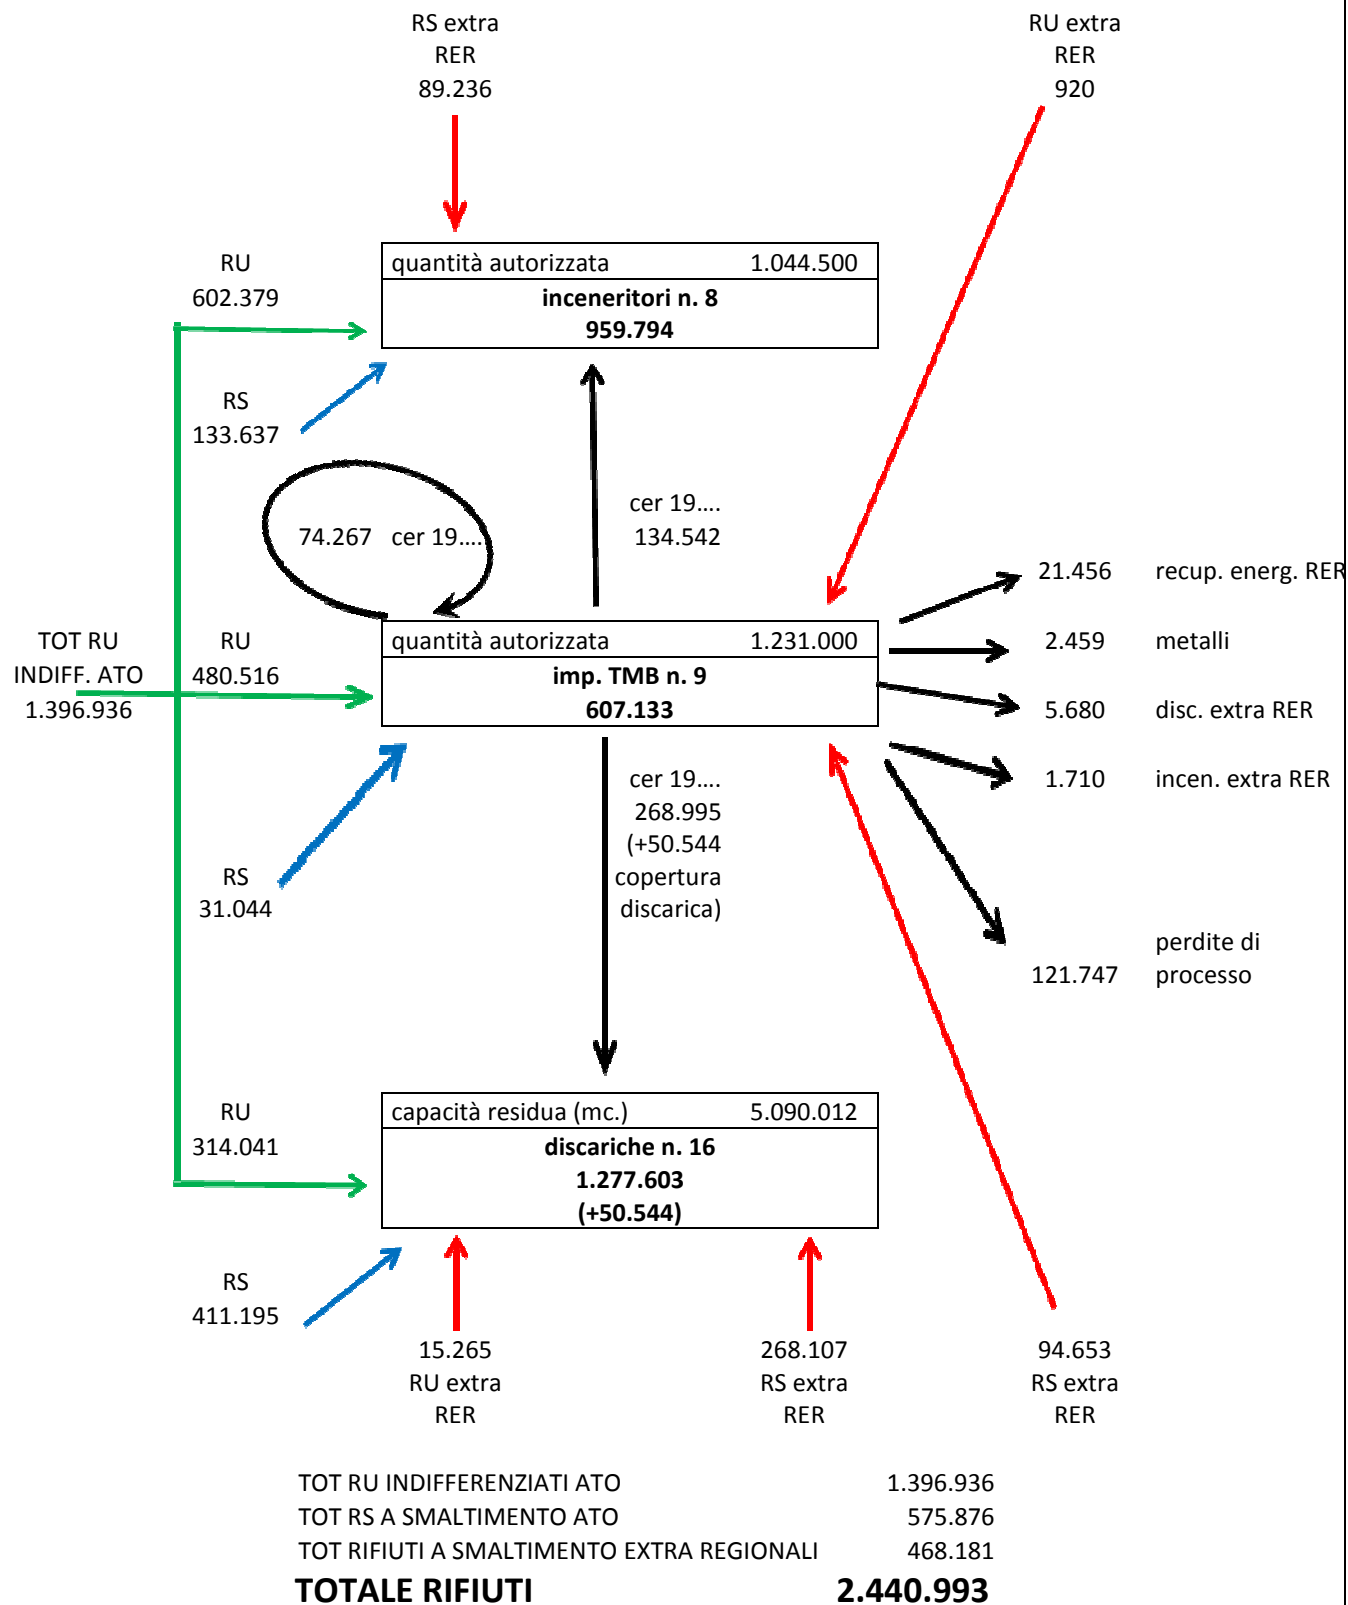 RS extra
RER
89.236
RU extra
RER
920
RU
602.379
quantità autorizzata 1.044.500
inceneritori n. 8
959.794
RS
133.637
74.267 cer 19....
cer 19....
134.542
TOT RU
INDIFF. ATO
1.396.936
RU
480.516
quantità autorizzata 1.231.000
imp. TMB n. 9
607.133
21.456 recup. energ. RER
2.459 metalli
5.680 disc. extra RER
1.710 incen. extra RER
perdite di
121.747 processo
RS
31.044
cer 19....
268.995
(+50.544
copertura
discarica)
RU
314.041
capacità residua (mc.) 5.090.012
discariche n. 16
1.277.603
(+50.544)
RS
411.195
15.265
RU extra
RER
268.107
RS extra
RER
94.653
RS extra
RER
TOT RU INDIFFERENZIATI ATO 1.396.936
TOT RS A SMALTIMENTO ATO 575.876
TOT RIFIUTI A SMALTIMENTO EXTRA REGIONALI 468.181
TOTALE RIFIUTI 2.440.993